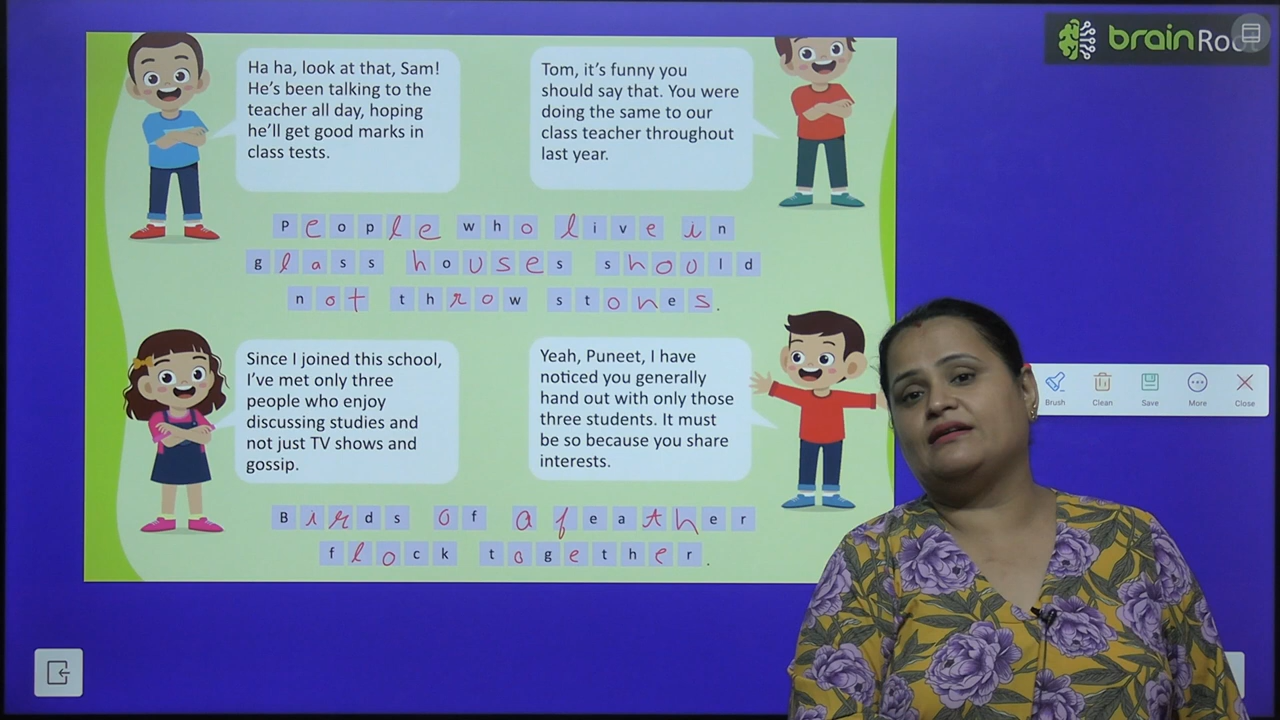 brainRoot
Ha ha, look at that, Sam!
He's been talking to the
teacher all day, hoping
he'll get good marks in
class tests.
Tom, it's funny you
should say that. You were
doing the same to our
class teacher throughout
last year.
People who live in
glass houses should
not throw stones.
Since I joined this school,
I've met only three
people who enjoy
discussing studies and
not just TV shows and
gossip.
Yeah, Puneet, I have
noticed you generally
hand out with only those
three students. It must
be so because you share
interests.
Birds of a feather
flock together.
Brush
Clean
Save
More
Close